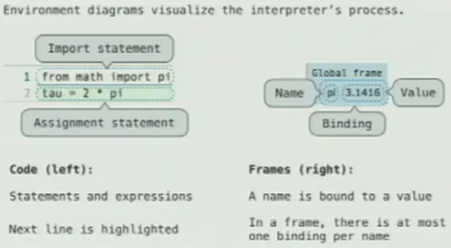 Environment diagrams visualize the interpreter's process.
Import statement
1 from math import pi
2 tau = 2 * pi
Assignment statement
Global frame
Name pi 3.1416 Value
Binding
Code (left):
Statements and expressions
Next line is highlighted
Frames (right):
A name is bound to a value
In a frame, there is at most
one binding per name